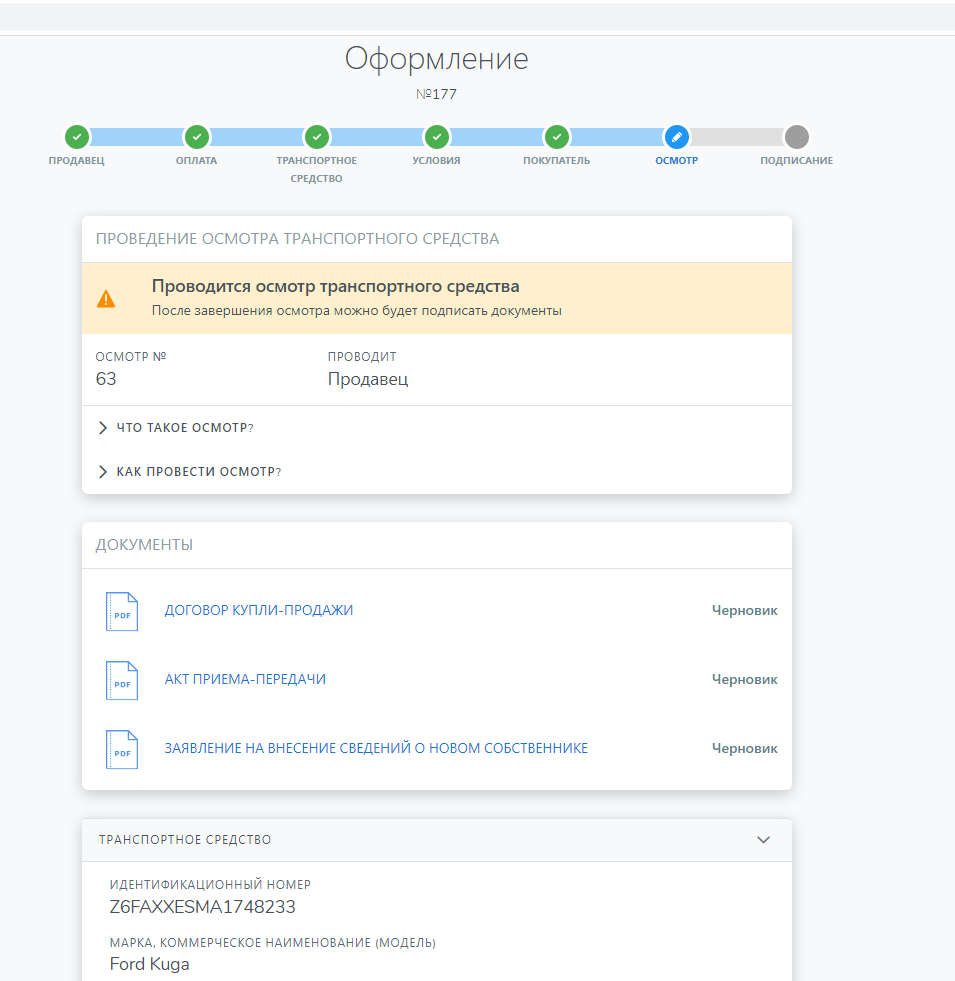 Оформление
№177
ПРОДАВЕЦ
ОПЛАТА
ТРАНСПОРТНОЕ
СРЕДСТВО
УСЛОВИЯ
ПОКУПАТЕЛЬ
ОСМОТР
ПОДПИСАНИЕ
ПРОВЕДЕНИЕ ОСМОТРА ТРАНСПОРТНОГО СРЕДСТВА
Проводится осмотр транспортного средства
После завершения осмотра можно будет подписать документы
ОСМОТР №
63
ПРОВОДИТ
Продавец
ЧТО ТАКОЕ ОСМОТР?
КАК ПРОВЕСТИ ОСМОТР?
ДОКУМЕНТЫ
PDF
ДОГОВОР КУПЛИ-ПРОДАЖИ
Черновик
PDF
АКТ ПРИЕМА-ПЕРЕДАЧИ
Черновик
PDF
ЗАЯВЛЕНИЕ НА ВНЕСЕНИЕ СВЕДЕНИЙ О НОВОМ СОБСТВЕННИКЕ
Черновик
ТРАНСПОРТНОЕ СРЕДСТВО
ИДЕНТИФИКАЦИОННЫЙ НОМЕР
Z6FAXXESMA1748233
МАРКА, КОММЕРЧЕСКОЕ НАИМЕНОВАНИЕ (МОДЕЛЬ)
Ford Kuga